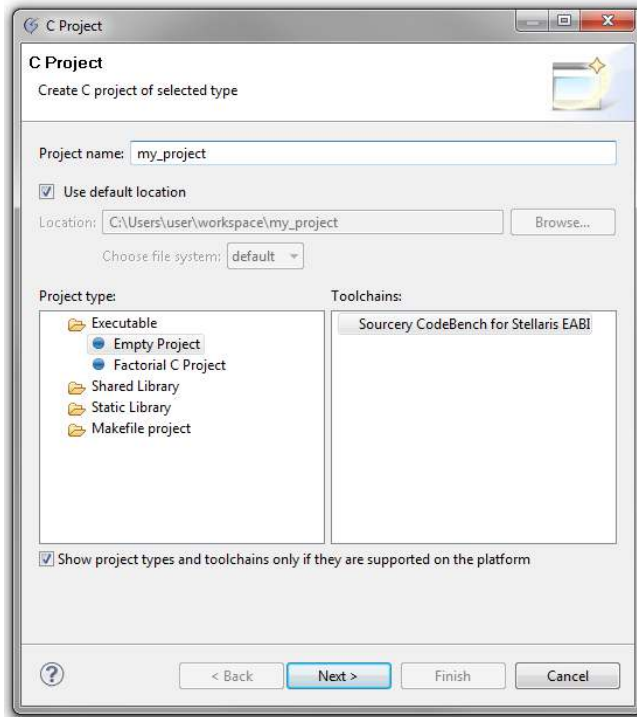 C Project
C Project
Create C project of selected type
Project name: my_project
Use default location
Location: C:\Users\user\workspace\my_project Browse...
Choose file system: default
Project type: Toolchains:
Executable Sourcery CodeBench for Stellaris EABI
Empty Project
Factorial C Project
Shared Library
Static Library
Makefile project
Show project types and toolchains only if they are supported on the platform
? < Back Next > Finish Cancel